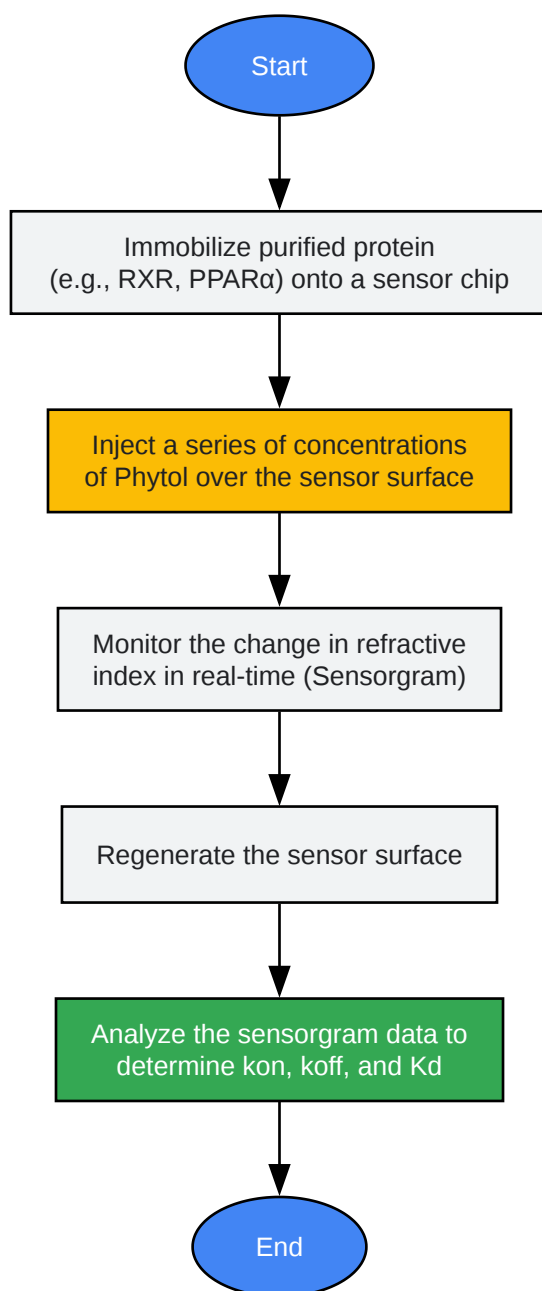 Start
Immobilize purified protein
(e.g., RXR, PPARα) onto a sensor chip
Inject a series of concentrations
of Phytol over the sensor surface
Monitor the change in refractive
index in real-time (Sensorgram)
Regenerate the sensor surface
Analyze the sensorgram data to
determine kon, koff, and Kd
End